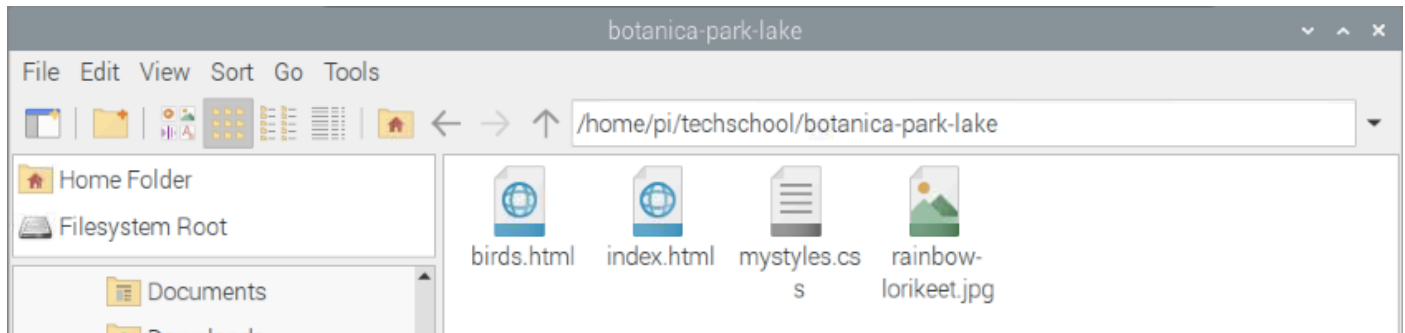 botanica-park-lake
File Edit View Sort Go Tools
/home/pi/techschool/botanica-park-lake
Home Folder
Filesystem Root
Documents
birds.html
index.html
mystyles.cs
s
rainbow-
lorikeet.jpg